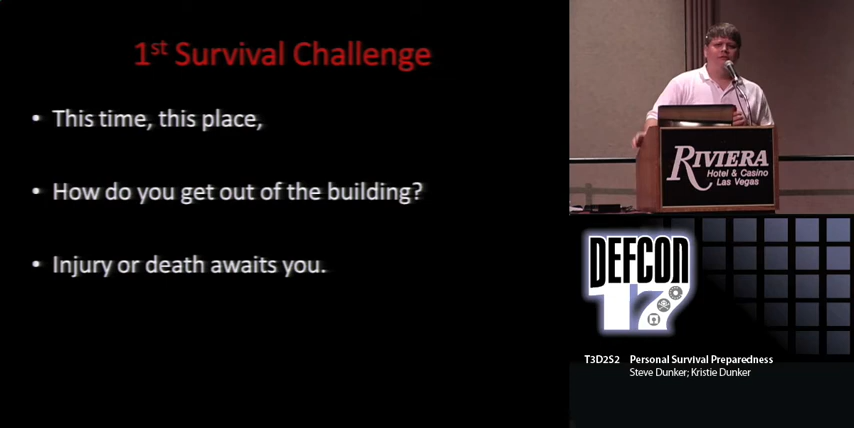 1st Survival Challenge
• This time, this place,
• How do you get out of the building?
• Injury or death awaits you.
RIVIERA
Hotel & Casino
Las Vegas
DEFCON
17
T3D2S2 Personal Survival Preparedness
Steve Dunker; Kristie Dunker